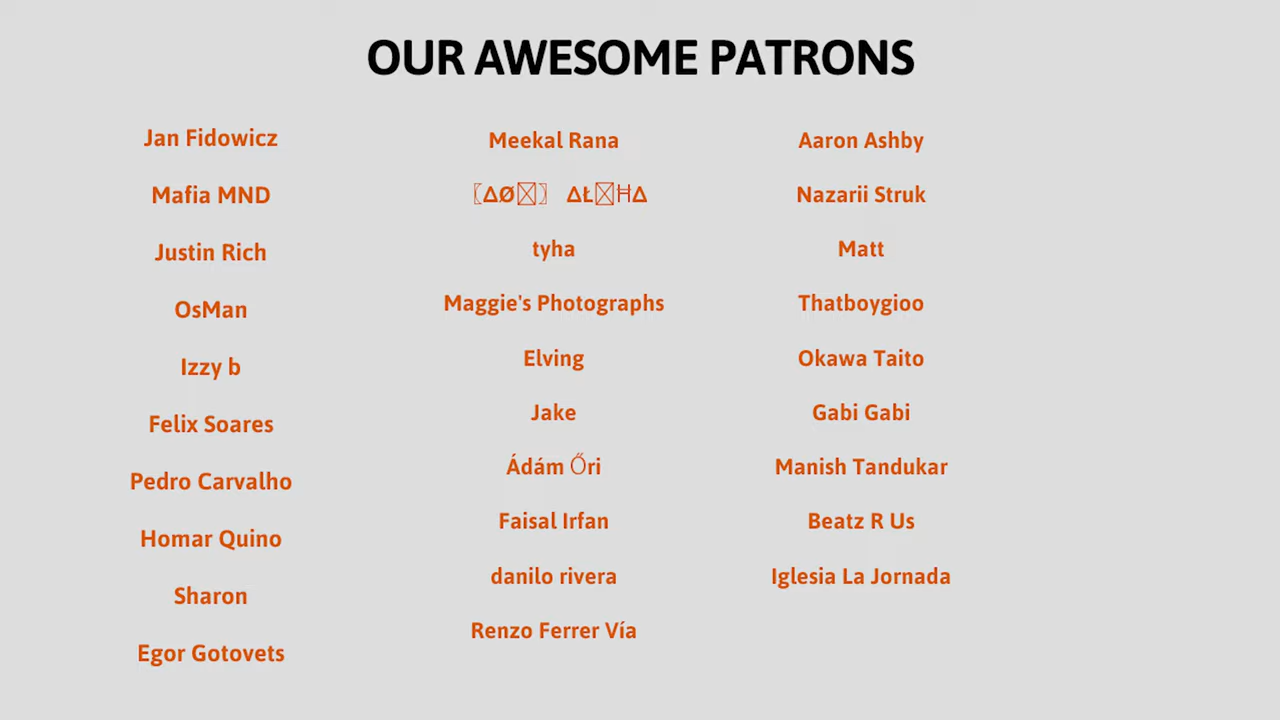 OUR AWESOME PATRONS
Jan Fidowicz
Mafia MND
Justin Rich
OsMan
Izzy b
Felix Soares
Pedro Carvalho
Homar Quino
Sharon
Egor Gotovets
Meekal Rana
tyha
Maggie's Photographs
Elving
Jake
Ádám Őri
Faisal Irfan
danilo rivera
Renzo Ferrer Vía
Aaron Ashby
Nazarii Struk
Matt
Thatboygioo
Okawa Taito
Gabi Gabi
Manish Tandukar
Beatz R Us
Iglesia La Jornada